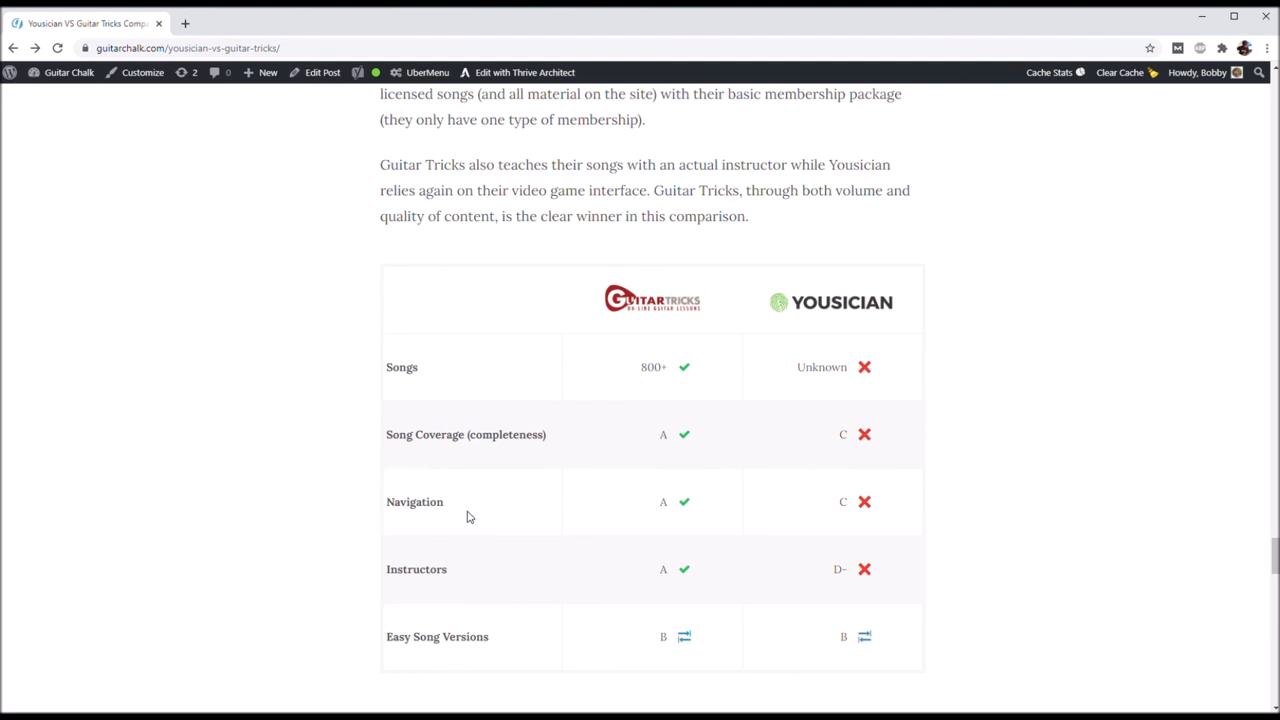 Yousician VS Guitar Tricks Compa
guitarchalk.com/yousician-vs-guitar-tricks/
Guitar Chalk Customize 2 0 New Edit Post UberMenu Edit with Thrive Architect Cache Stats Clear Cache Howdy, Bobby
licensed songs (and all material on the site) with their basic membership package
(they only have one type of membership).
Guitar Tricks also teaches their songs with an actual instructor while Yousician
relies again on their video game interface. Guitar Tricks, through both volume and
quality of content, is the clear winner in this comparison.
GUITARTRICKS YOUSICIAN
ON-LINE GUITAR LESSONS
Songs 800+ Unknown
Song Coverage (completeness) A C
Navigation A C
Instructors A D-
Easy Song Versions B B